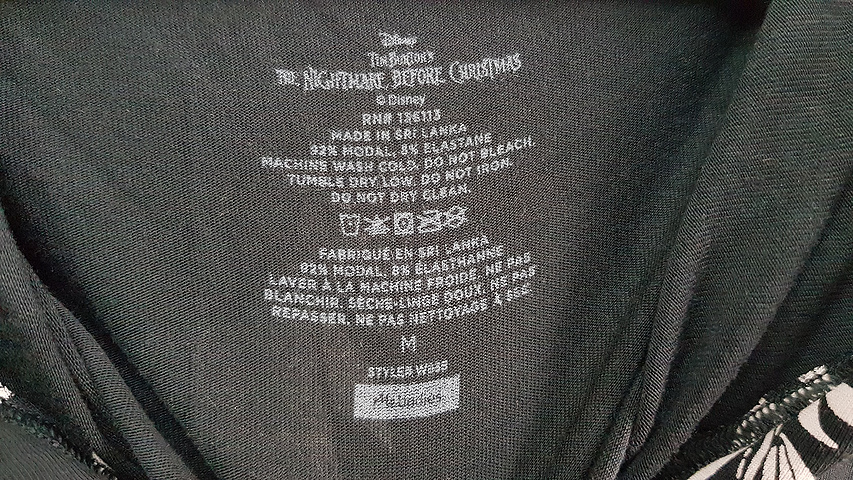 Disney
TIM BURTON'S
THE NIGHTMARE BEFORE CHRISTMAS
© Disney
RN# 136113
MADE IN SRI LANKA
92% MODAL, 8% ELASTANE
MACHINE WASH COLD. DO NOT BLEACH.
TUMBLE DRY LOW. DO NOT IRON.
DO NOT DRY CLEAN.
FABRIQUÉ EN SRI LANKA
92% MODAL, 8% ÉLASTHANNE
LAVER À LA MACHINE FROIDE. NE PAS
BLANCHIR. SÈCHE-LINGE DOUX. NE PAS
REPASSER. NE PAS NETTOYAGE À SEC
M
STYLE#